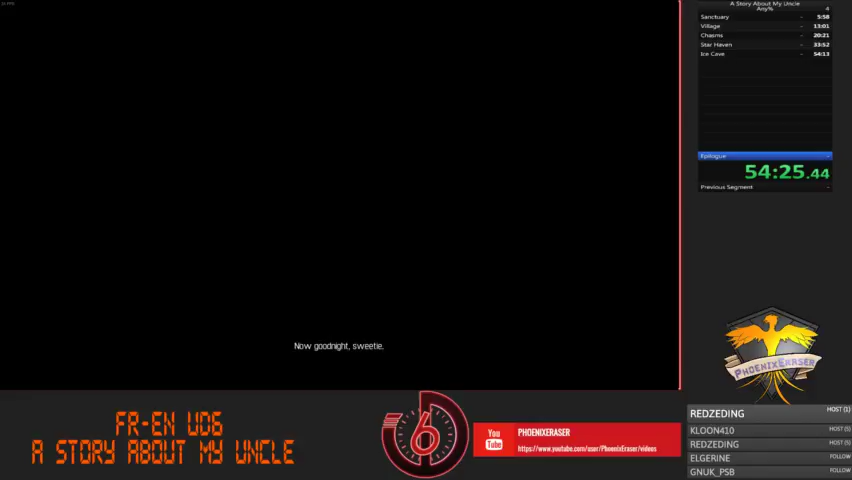 A Story About My Uncle
Any%
4
Sanctuary - 5:58
Village - 13:01
Chasms - 20:21
Star Haven - 33:52
Ice Cave - 54:13
Epilogue -
54:25.44
Previous Segment -
Now goodnight, sweetie.
PHOENIXERASER
FR-EN UD6
A STORY ABOUT MY UNCLE
6
You
Tube
PHOENIXERASER
https://www.youtube.com/user/PhoenixEraser/videos
REDZEDING HOST (1)
KLOON410 HOST (5)
REDZEDING HOST (5)
ELGERINE FOLLOW
GNUK_PSB FOLLOW